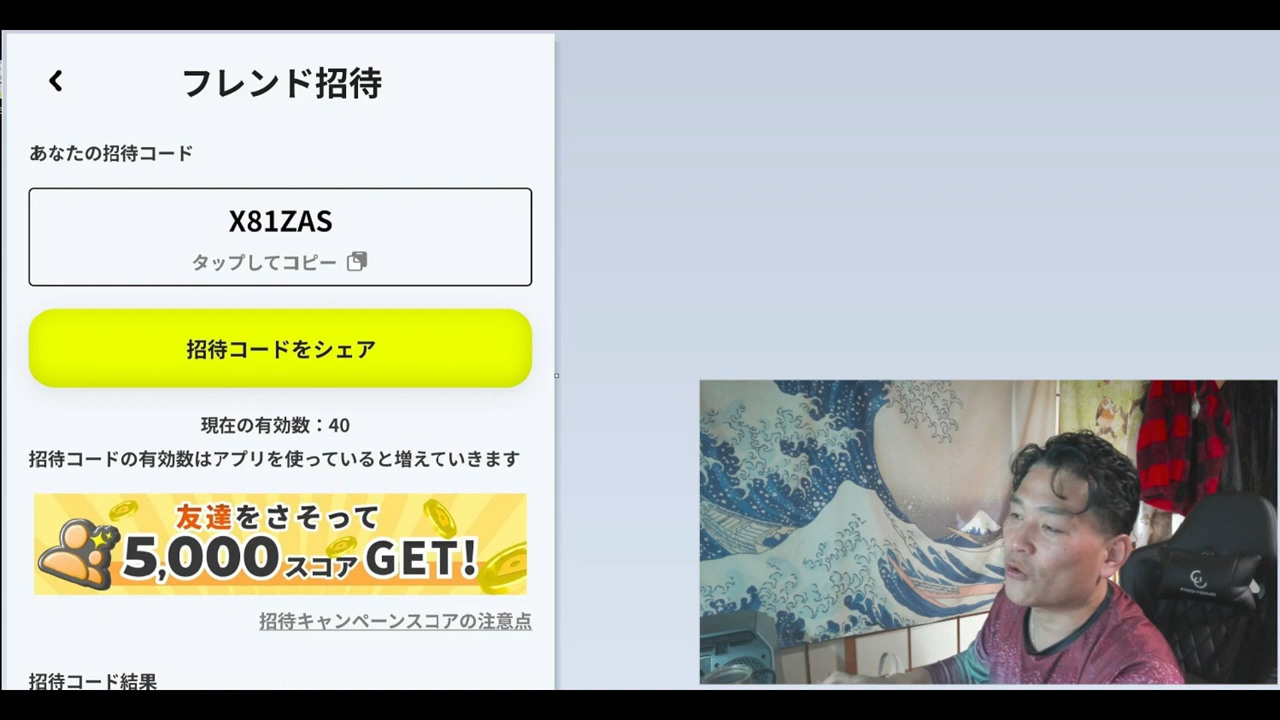 フレンド招待
あなたの招待コード
X81ZAS
タップしてコピー
招待コードをシェア
現在の有効数：40
招待コードの有効数はアプリを使っていると増えていきます
友達をさそって
5,000スコアGET!
招待キャンペーンスコアの注意点
招待コード結果